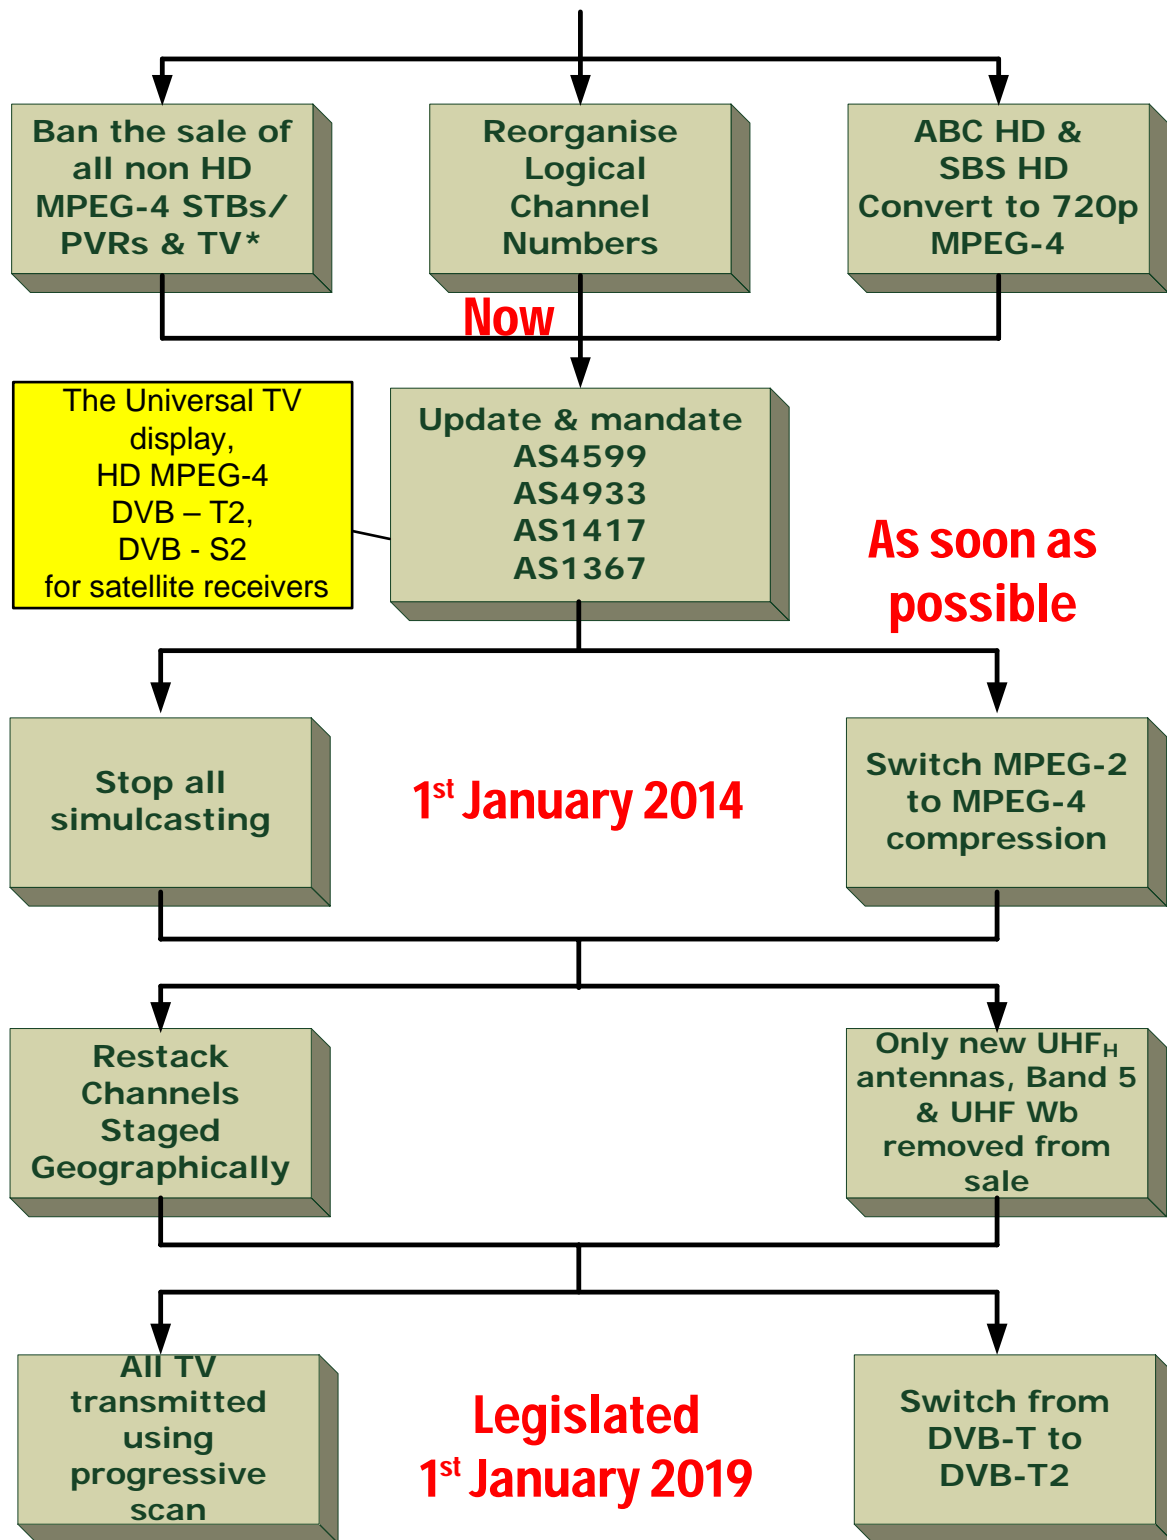 Ban the sale of
all non HD
MPEG-4 STBs/
PVRs & TV*
Reorganise
Logical
Channel
Numbers
ABC HD &
SBS HD
Convert to 720p
MPEG-4
Now
The Universal TV
display,
HD MPEG-4
DVB – T2,
DVB - S2
for satellite receivers
Update & mandate
AS4599
AS4933
AS1417
AS1367
As soon as
possible
Stop all
simulcasting
1st January 2014
Switch MPEG-2
to MPEG-4
compression
Restack
Channels
Staged
Geographically
Only new UHFH
antennas, Band 5
& UHF Wb
removed from
sale
All TV
transmitted
using
progressive
scan
Legislated
1st January 2019
Switch from
DVB-T to
DVB-T2